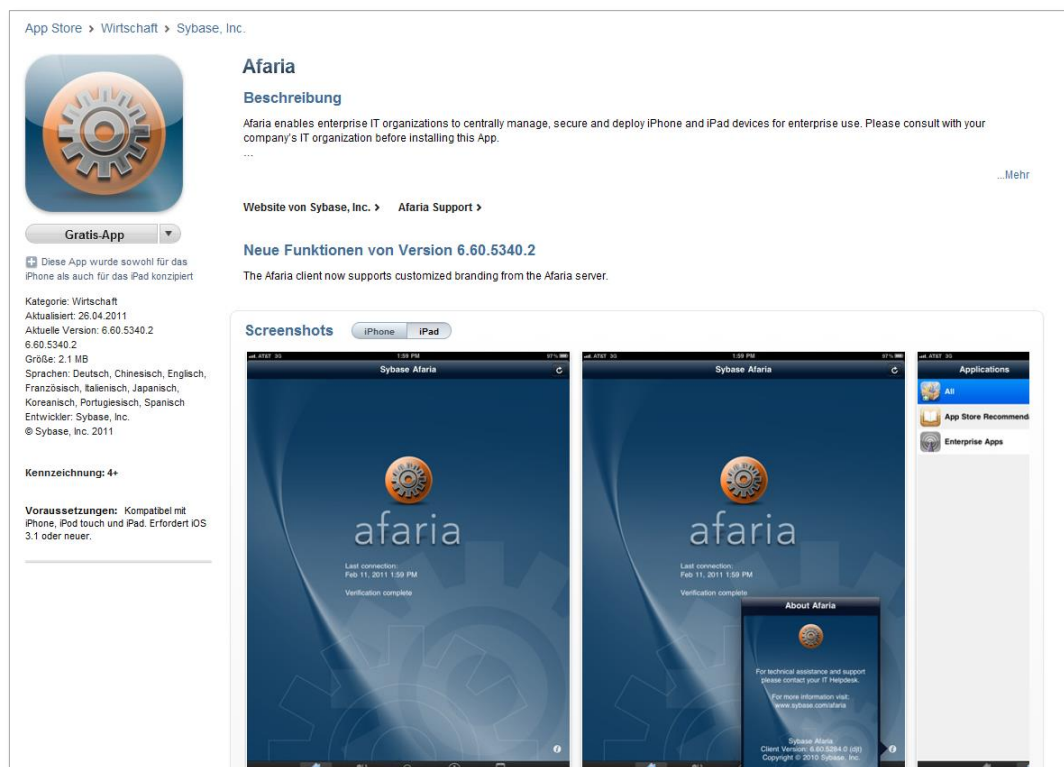 App Store > Wirtschaft > Sybase, Inc.
Afaria
Beschreibung
Afaria enables enterprise IT organizations to centrally manage, secure and deploy iPhone and iPad devices for enterprise use. Please consult with your
company's IT organization before installing this App.
...
...Mehr
Website von Sybase, Inc. >
Afaria Support >
Gratis-App
Diese App wurde sowohl für das
iPhone als auch für das iPad konzipiert
Kategorie: Wirtschaft
Aktualisiert: 26.04.2011
Aktuelle Version: 6.60.5340.2
6.60.5340.2
Größe: 2.1 MB
Sprachen: Deutsch, Chinesisch, Englisch,
Französisch, Italienisch, Japanisch,
Koreanisch, Portugiesisch, Spanisch
Entwickler: Sybase, Inc.
© Sybase, Inc. 2011
Kennzeichnung: 4+
Voraussetzungen: Kompatibel mit
iPhone, iPod touch und iPad. Erfordert iOS
3.1 oder neuer.
Neue Funktionen von Version 6.60.5340.2
The Afaria client now supports customized branding from the Afaria server.
Screenshots
iPhone
iPad
AT&T 3G
1:59 PM
97%
Sybase Afaria
afaria
Last connection:
Feb 11, 2011 1:59 PM
Verification complete
AT&T 3G
1:59 PM
97%
Sybase Afaria
afaria
Last connection:
Feb 11, 2011 1:59 PM
Verification complete
About Afaria
For technical assistance and support
please contact your IT Helpdesk.
For more information visit:
www.sybase.com/afaria
Sybase Afaria
Client Version: 6.60.5284.0 (djt)
Copyright © 2010 Sybase, Inc.
AT&T 3G
Applications
All
App Store Recommend
Enterprise Apps